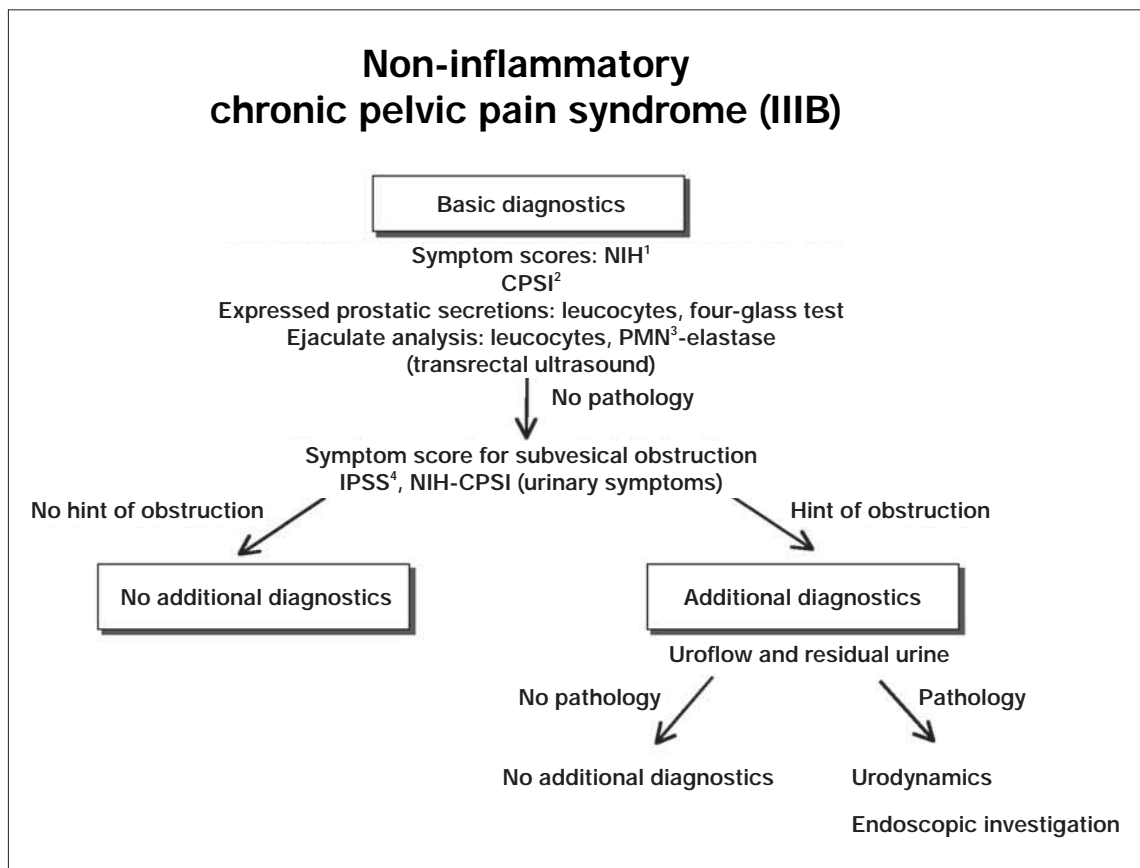 Non-inflammatory
chronic pelvic pain syndrome (IIIB)
Basic diagnostics
Symptom scores: NIH¹
CPSI²
Expressed prostatic secretions: leucocytes, four-glass test
Ejaculate analysis: leucocytes, PMN³-elastase
(transrectal ultrasound)
No pathology
Symptom score for subvesical obstruction
IPSS⁴, NIH-CPSI (urinary symptoms)
No hint of obstruction
Hint of obstruction
No additional diagnostics
Additional diagnostics
Uroflow and residual urine
No pathology
Pathology
No additional diagnostics
Urodynamics
Endoscopic investigation